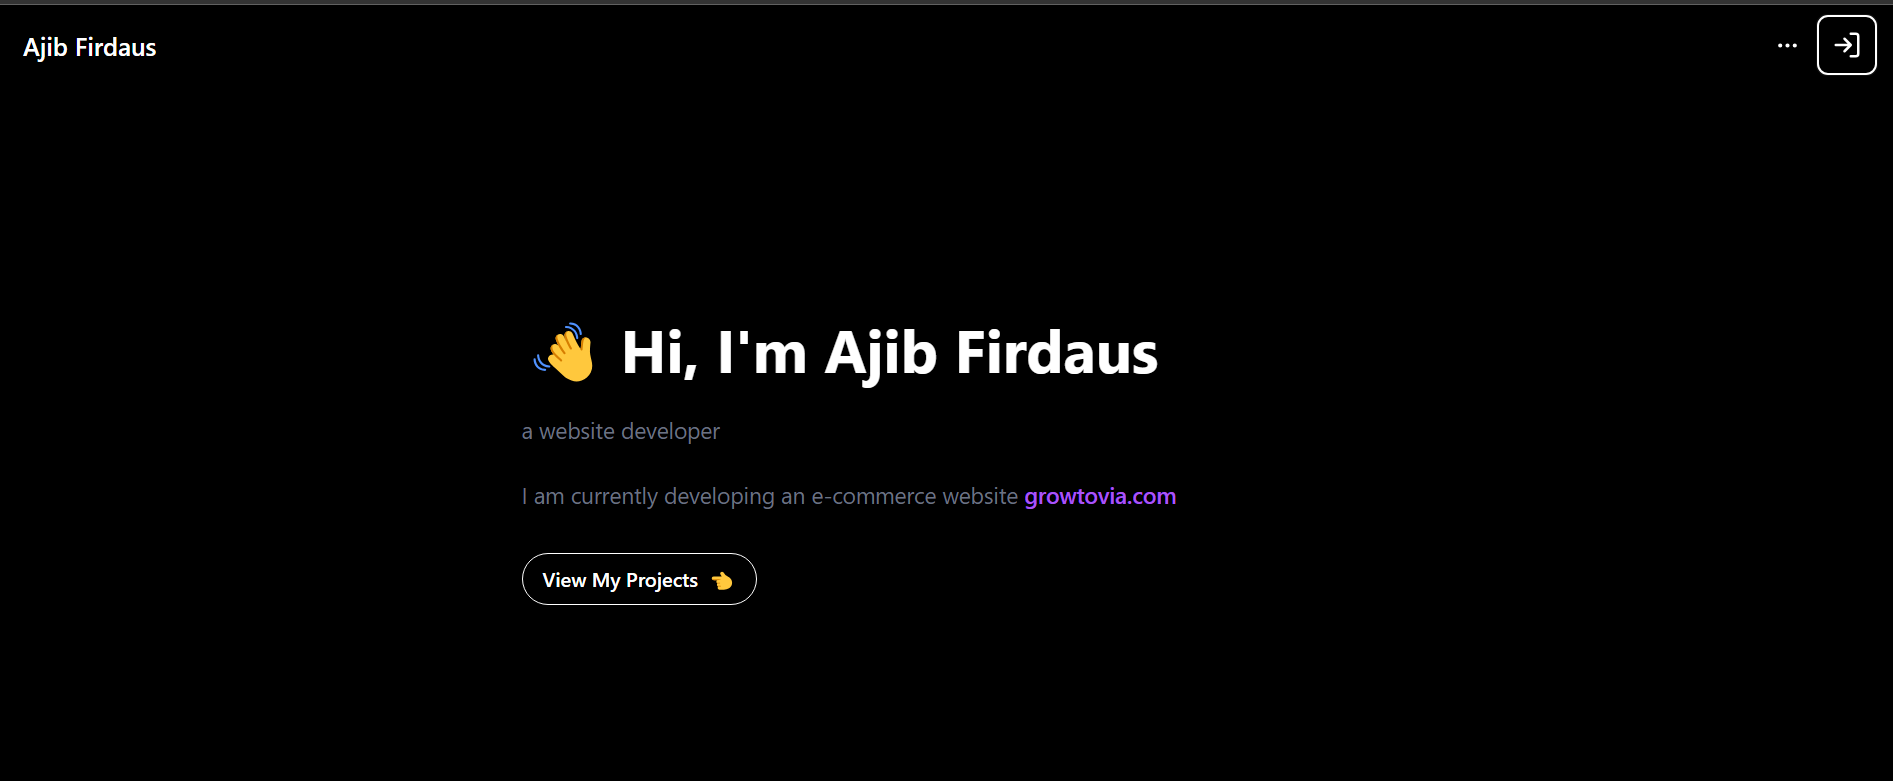 Ajib Firdaus
👋 Hi, I'm Ajib Firdaus
a website developer
I am currently developing an e-commerce website growtovia.com
View My Projects 👈